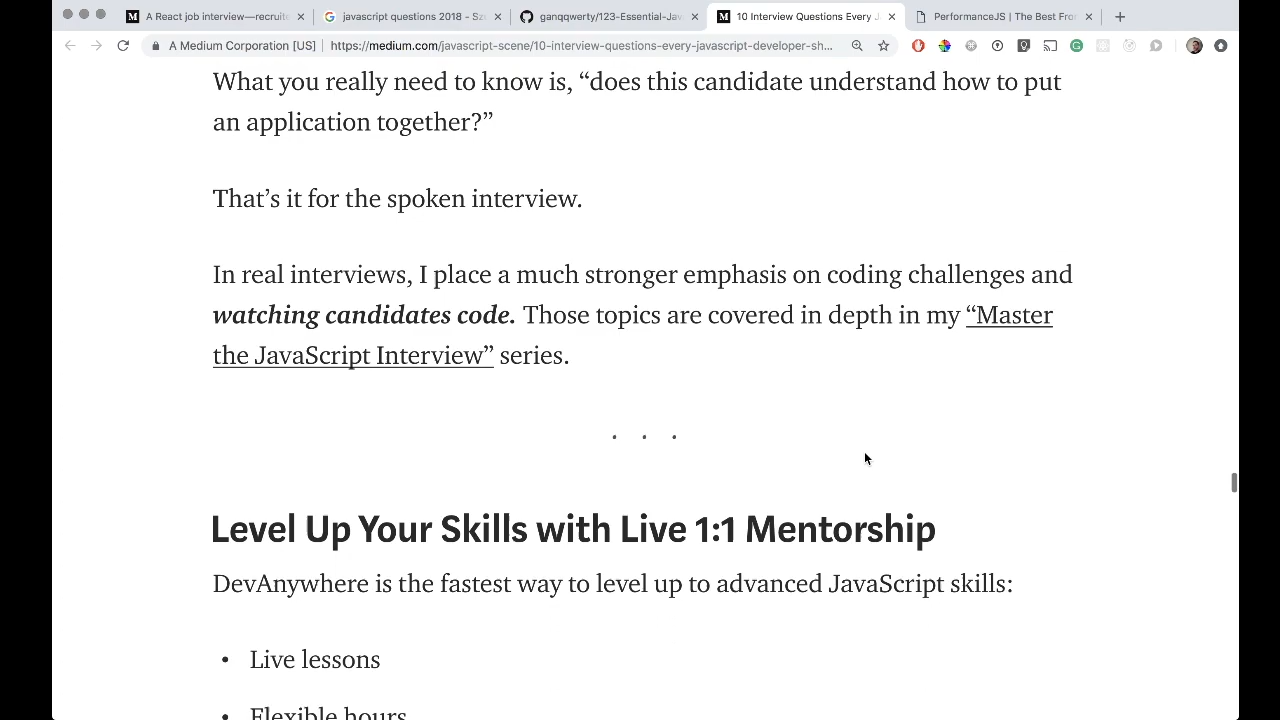 A React job interview—recruite
javascript questions 2018 - Szu
ganqqwerty/123-Essential-Jav
10 Interview Questions Every J
PerformanceJS | The Best Fron
A Medium Corporation [US]
https://medium.com/javascript-scene/10-interview-questions-every-javascript-developer-sh...
What you really need to know is, “does this candidate understand how to put
an application together?”
That’s it for the spoken interview.
In real interviews, I place a much stronger emphasis on coding challenges and
watching candidates code. Those topics are covered in depth in my “Master
the JavaScript Interview” series.
Level Up Your Skills with Live 1:1 Mentorship
DevAnywhere is the fastest way to level up to advanced JavaScript skills:
• Live lessons
• Flexible hours